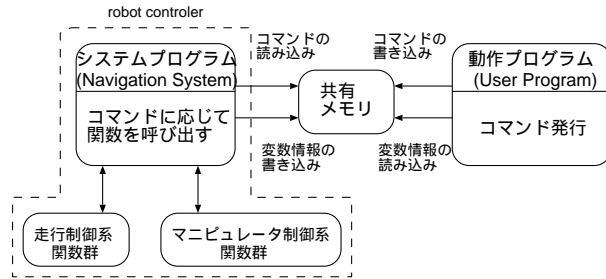 robot controler
システムプログラム
(Navigation System)
コマンドに応じて
関数を呼び出す
コマンドの
読み込み
変数情報の
書き込み
共有
メモリ
コマンドの
書き込み
変数情報の
読み込み
動作プログラム
(User Program)
コマンド発行
走行制御系
関数群
マニピュレータ制御系
関数群